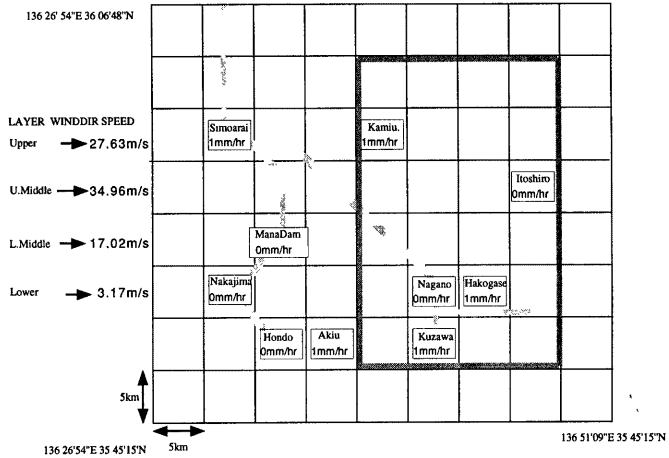 136 26' 54"E 36 06'48"N
LAYER WINDDIR SPEED
Upper 27.63m/s
U.Middle 34.96m/s
L.Middle 17.02m/s
Lower 3.17m/s
Simoarai
1mm/hr
Kamiu.
1mm/hr
Itoshiro
0mm/hr
ManaDam
0mm/hr
Nakajima
0mm/hr
Nagano
0mm/hr
Hakogase
1mm/hr
Hondo
0mm/hr
Akiu
1mm/hr
Kuzawa
1mm/hr
5km
5km
136 26'54"E 35 45'15"N
136 51'09"E 35 45'15"N